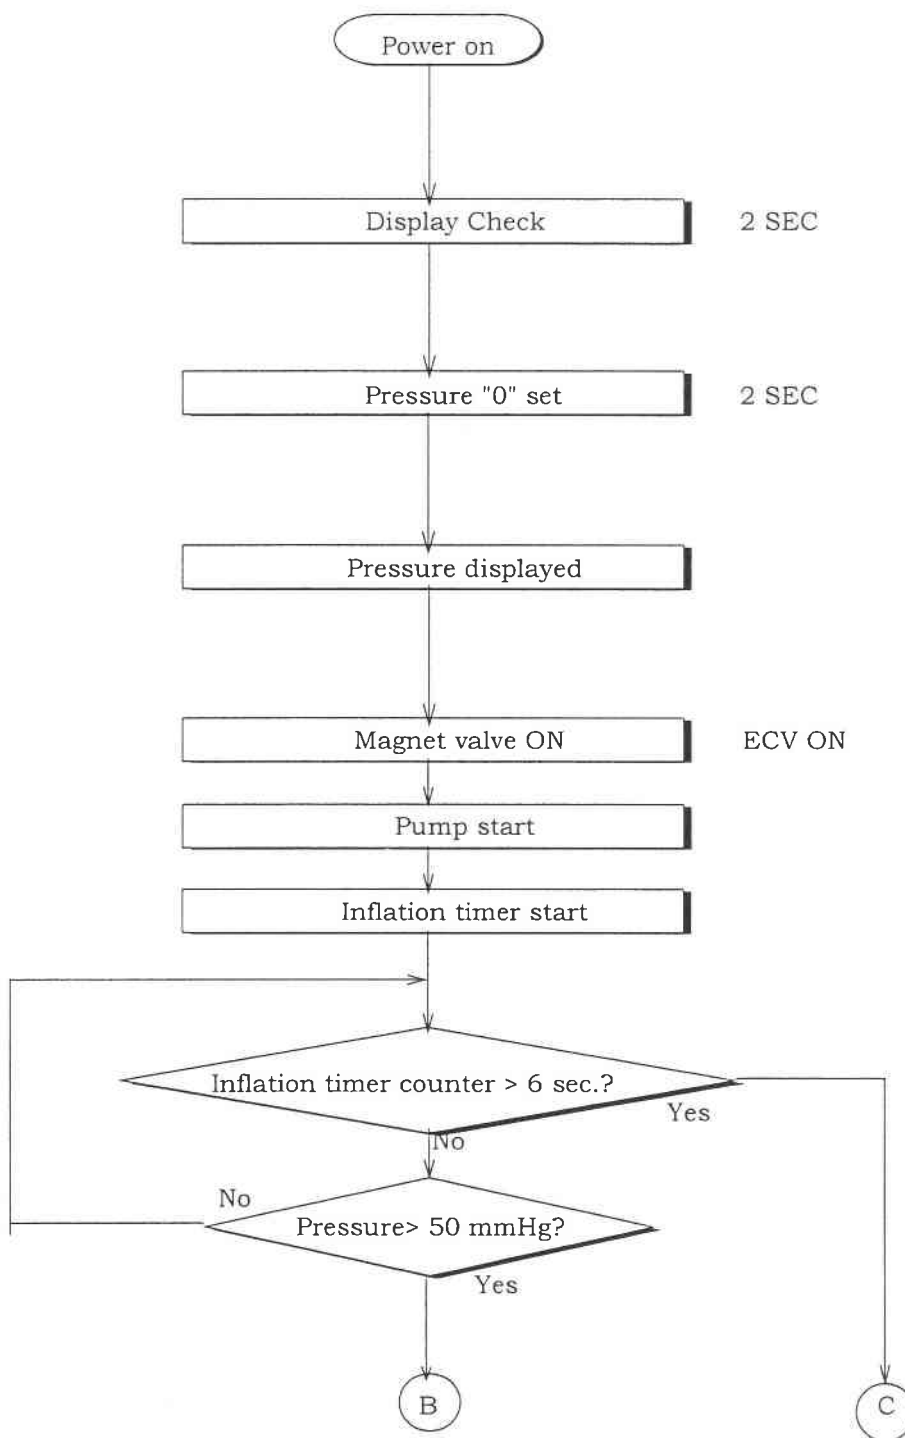 Power on
Display Check
2 SEC
Pressure "0" set
2 SEC
Pressure displayed
Magnet valve ON
ECV ON
Pump start
Inflation timer start
Inflation timer counter > 6 sec.?
Yes
No
No
Pressure> 50 mmHg?
Yes
B
C